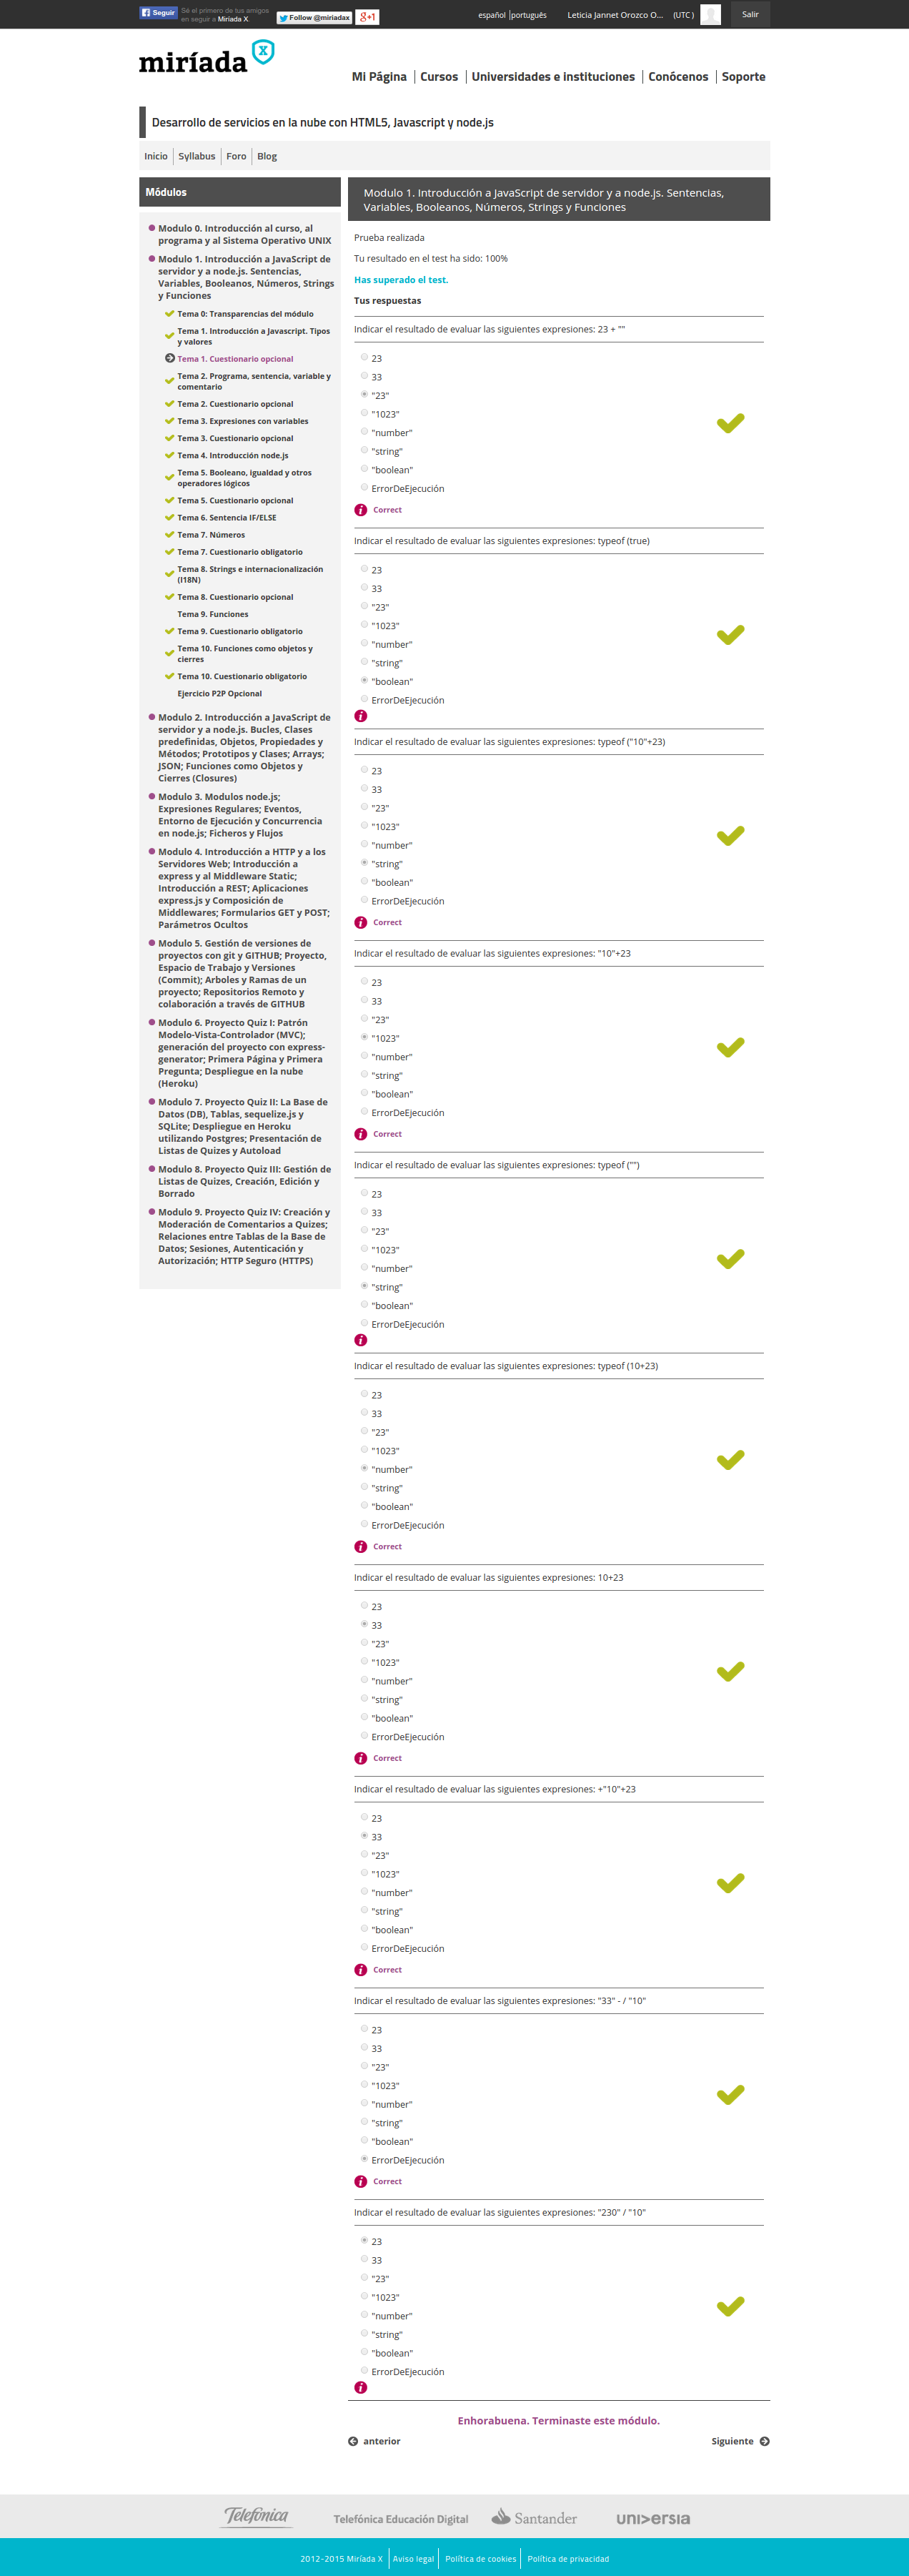 Seguir
Sé el primero de tus amigos
en seguir a Miríada X.
Follow @miriadax
g+1
español | português
Leticia Jannet Orozco O...
(UTC )
Salir
miríada X
Mi Página | Cursos | Universidades e instituciones | Conócenos | Soporte
Desarrollo de servicios en la nube con HTML5, Javascript y node.js
Inicio | Syllabus | Foro | Blog
Módulos
Modulo 0. Introducción al curso, al
programa y al Sistema Operativo UNIX
Modulo 1. Introducción a JavaScript de
servidor y a node.js. Sentencias,
Variables, Booleanos, Números, Strings
y Funciones
Tema 0: Transparencias del módulo
Tema 1. Introducción a Javascript. Tipos
y valores
Tema 1. Cuestionario opcional
Tema 2. Programa, sentencia, variable y
comentario
Tema 2. Cuestionario opcional
Tema 3. Expresiones con variables
Tema 3. Cuestionario opcional
Tema 4. Introducción node.js
Tema 5. Booleano, igualdad y otros
operadores lógicos
Tema 5. Cuestionario opcional
Tema 6. Sentencia IF/ELSE
Tema 7. Números
Tema 7. Cuestionario obligatorio
Tema 8. Strings e internacionalización
(I18N)
Tema 8. Cuestionario opcional
Tema 9. Funciones
Tema 9. Cuestionario obligatorio
Tema 10. Funciones como objetos y
cierres
Tema 10. Cuestionario obligatorio
Ejercicio P2P Opcional
Modulo 2. Introducción a JavaScript de
servidor y a node.js. Bucles, Clases
predefinidas, Objetos, Propiedades y
Métodos; Prototipos y Clases; Arrays;
JSON; Funciones como Objetos y
Cierres (Closures)
Modulo 3. Modulos node.js;
Expresiones Regulares; Eventos,
Entorno de Ejecución y Concurrencia
en node.js; Ficheros y Flujos
Modulo 4. Introducción a HTTP y a los
Servidores Web; Introducción a
express y al Middleware Static;
Introducción a REST; Aplicaciones
express.js y Composición de
Middlewares; Formularios GET y POST;
Parámetros Ocultos
Modulo 5. Gestión de versiones de
proyectos con git y GITHUB; Proyecto,
Espacio de Trabajo y Versiones
(Commit); Arboles y Ramas de un
proyecto; Repositorios Remoto y
colaboración a través de GITHUB
Modulo 6. Proyecto Quiz I: Patrón
Modelo-Vista-Controlador (MVC);
generación del proyecto con express-
generator; Primera Página y Primera
Pregunta; Despliegue en la nube
(Heroku)
Modulo 7. Proyecto Quiz II: La Base de
Datos (DB), Tablas, sequelize.js y
SQLite; Despliegue en Heroku
utilizando Postgres; Presentación de
Listas de Quizes y Autoload
Modulo 8. Proyecto Quiz III: Gestión de
Listas de Quizes, Creación, Edición y
Borrado
Modulo 9. Proyecto Quiz IV: Creación y
Moderación de Comentarios a Quizes;
Relaciones entre Tablas de la Base de
Datos; Sesiones, Autenticación y
Autorización; HTTP Seguro (HTTPS)
Modulo 1. Introducción a JavaScript de servidor y a node.js. Sentencias,
Variables, Booleanos, Números, Strings y Funciones
Prueba realizada
Tu resultado en el test ha sido: 100%
Has superado el test.
Tus respuestas
Indicar el resultado de evaluar las siguientes expresiones: 23 + ""
23
33
"23"
"1023"
"number"
"string"
"boolean"
ErrorDeEjecución
Correct
Indicar el resultado de evaluar las siguientes expresiones: typeof (true)
23
33
"23"
"1023"
"number"
"string"
"boolean"
ErrorDeEjecución
Indicar el resultado de evaluar las siguientes expresiones: typeof ("10"+23)
23
33
"23"
"1023"
"number"
"string"
"boolean"
ErrorDeEjecución
Correct
Indicar el resultado de evaluar las siguientes expresiones: "10"+23
23
33
"23"
"1023"
"number"
"string"
"boolean"
ErrorDeEjecución
Correct
Indicar el resultado de evaluar las siguientes expresiones: typeof ("")
23
33
"23"
"1023"
"number"
"string"
"boolean"
ErrorDeEjecución
Indicar el resultado de evaluar las siguientes expresiones: typeof (10+23)
23
33
"23"
"1023"
"number"
"string"
"boolean"
ErrorDeEjecución
Correct
Indicar el resultado de evaluar las siguientes expresiones: 10+23
23
33
"23"
"1023"
"number"
"string"
"boolean"
ErrorDeEjecución
Correct
Indicar el resultado de evaluar las siguientes expresiones: +"10"+23
23
33
"23"
"1023"
"number"
"string"
"boolean"
ErrorDeEjecución
Correct
Indicar el resultado de evaluar las siguientes expresiones: "33" - / "10"
23
33
"23"
"1023"
"number"
"string"
"boolean"
ErrorDeEjecución
Correct
Indicar el resultado de evaluar las siguientes expresiones: "230" / "10"
23
33
"23"
"1023"
"number"
"string"
"boolean"
ErrorDeEjecución
Enhorabuena. Terminaste este módulo.
anterior
Siguiente
Telefónica
Telefónica Educación Digital
Santander
universia
2012-2015 Miríada X | Aviso legal | Política de cookies | Política de privacidad